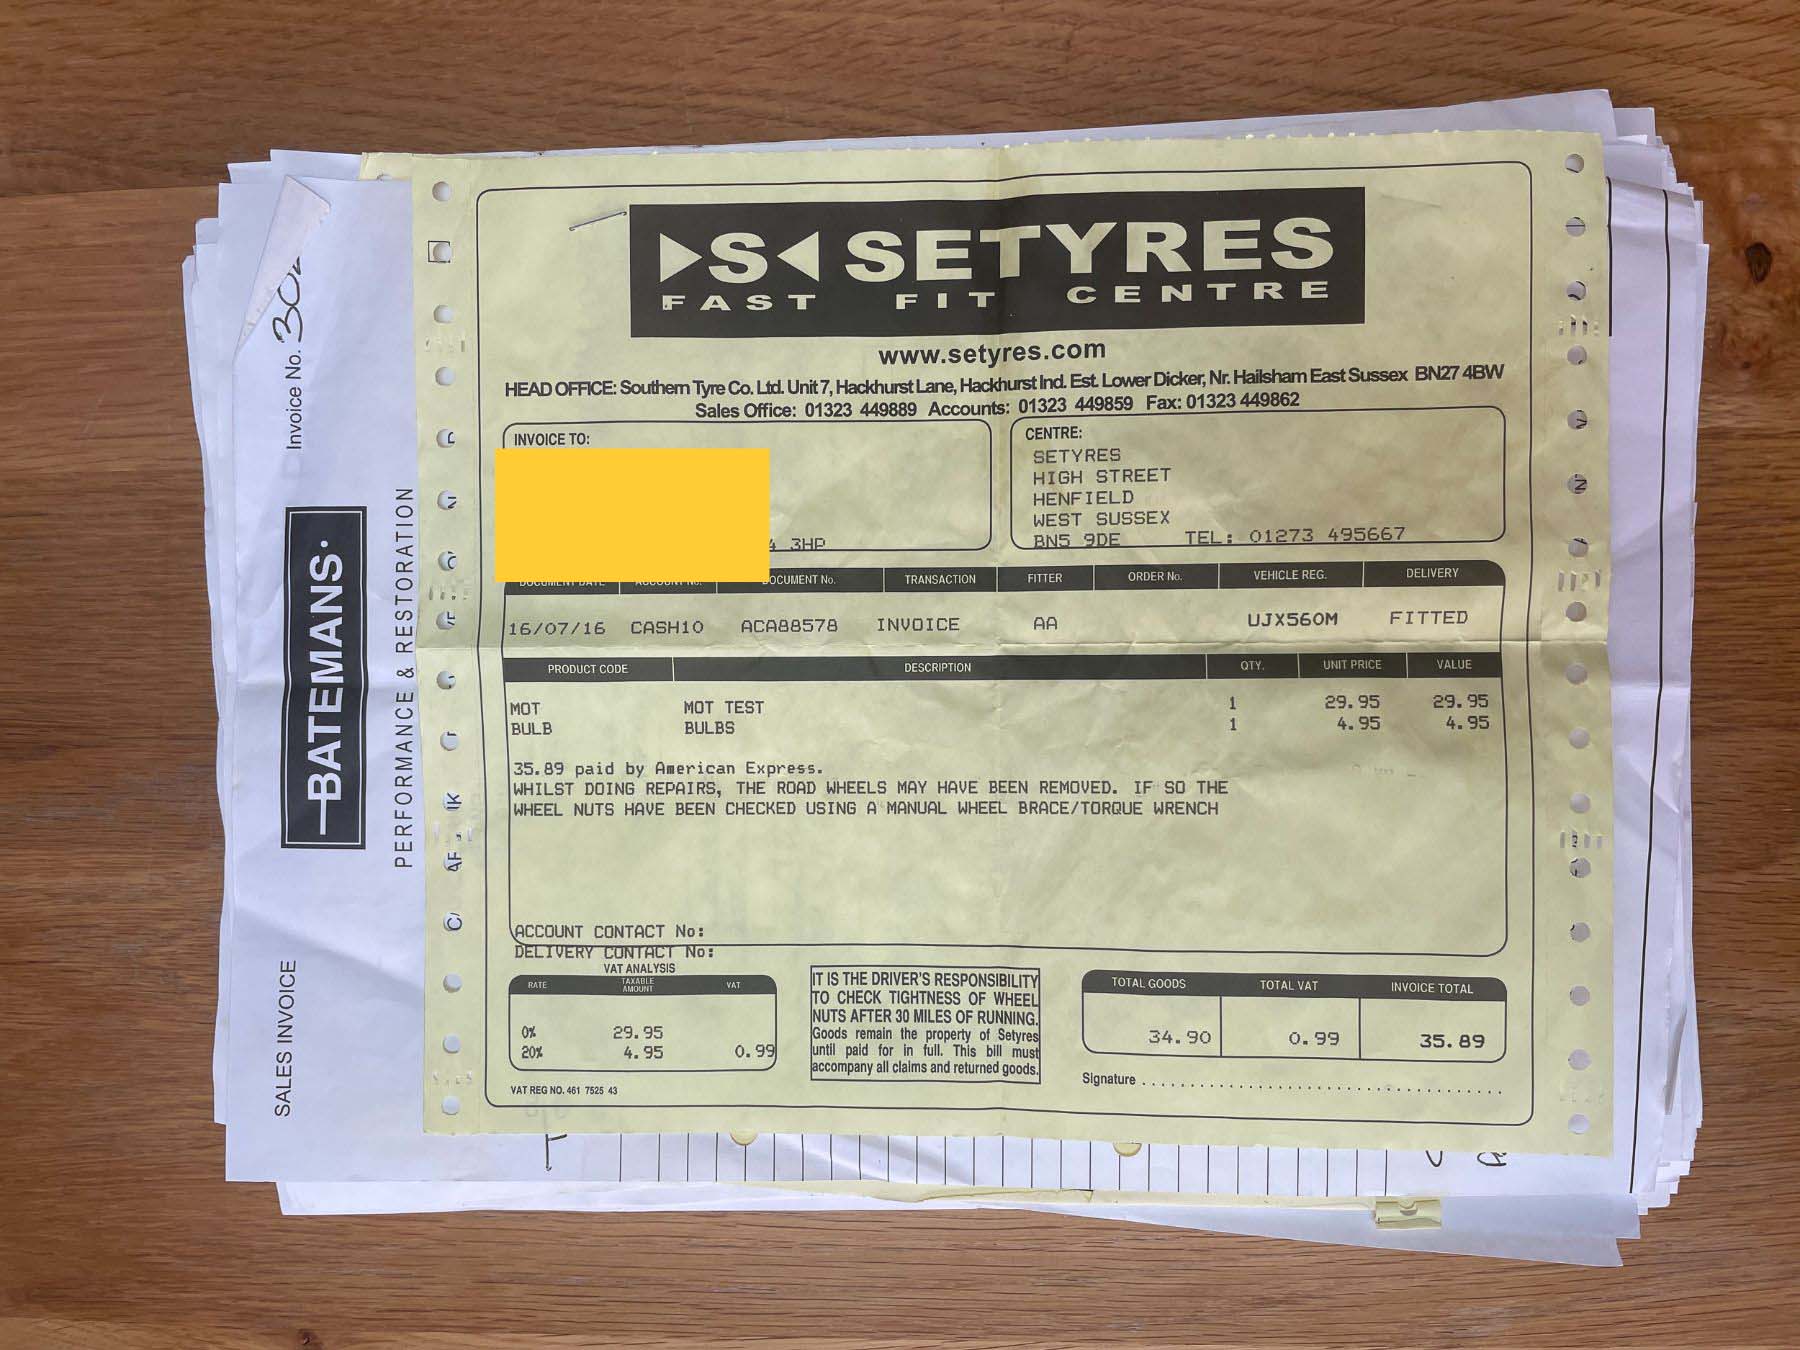 SETYRES
FAST FIT CENTRE
www.setyres.com
HEAD OFFICE: Southern Tyre Co. Ltd. Unit 7, Hackhurst Lane, Hackhurst Ind. Est. Lower Dicker, Nr. Hailsham East Sussex BN27 4BW
Sales Office: 01323 449889 Accounts: 01323 449859 Fax: 01323 449862
INVOICE TO:
3HP
CENTRE:
SETYRES
HIGH STREET
HENFIELD
WEST SUSSEX
BN5 9DE TEL: 01273 495667
DOCUMENT DATE ACCOUNT No. DOCUMENT No. TRANSACTION FITTER ORDER No. VEHICLE REG. DELIVERY
16/07/16 CASH10 ACA88578 INVOICE AA UJX560M FITTED
PRODUCT CODE DESCRIPTION QTY. UNIT PRICE VALUE
MOT MOT TEST 1 29.95 29.95
BULB BULBS 1 4.95 4.95
35.89 paid by American Express.
WHILST DOING REPAIRS, THE ROAD WHEELS MAY HAVE BEEN REMOVED. IF SO THE
WHEEL NUTS HAVE BEEN CHECKED USING A MANUAL WHEEL BRACE/TORQUE WRENCH
ACCOUNT CONTACT No:
DELIVERY CONTACT No:
VAT ANALYSIS
RATE TAXABLE AMOUNT VAT
0% 29.95
20% 4.95 0.99
VAT REG NO. 461 7525 43
IT IS THE DRIVER'S RESPONSIBILITY
TO CHECK TIGHTNESS OF WHEEL
NUTS AFTER 30 MILES OF RUNNING.
Goods remain the property of Setyres
until paid for in full. This bill must
accompany all claims and returned goods.
TOTAL GOODS TOTAL VAT INVOICE TOTAL
34.90 0.99 35.89
Signature
SALES INVOICE
Invoice No.
BATEMANS
PERFORMANCE & RESTORATION